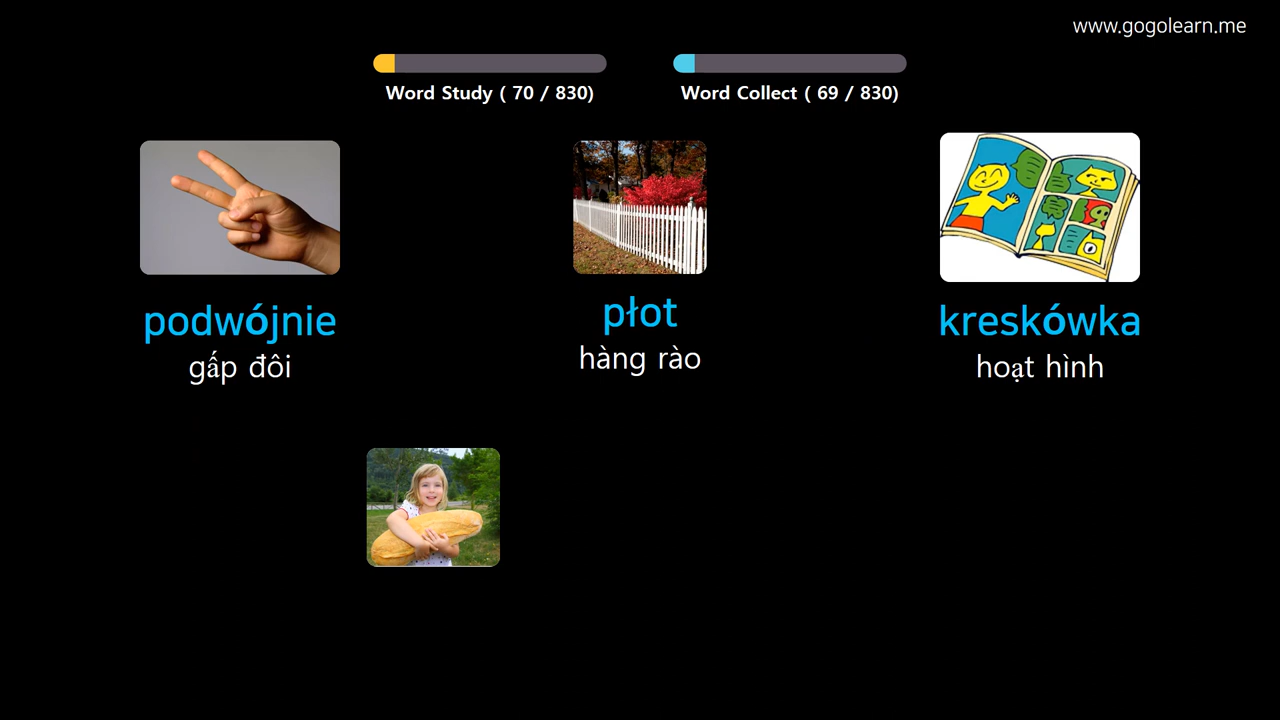 www.gogolearn.me
Word Study ( 70 / 830)
Word Collect ( 69 / 830)
podwójnie
gấp đôi
płot
hàng rào
kreskówka
hoạt hình